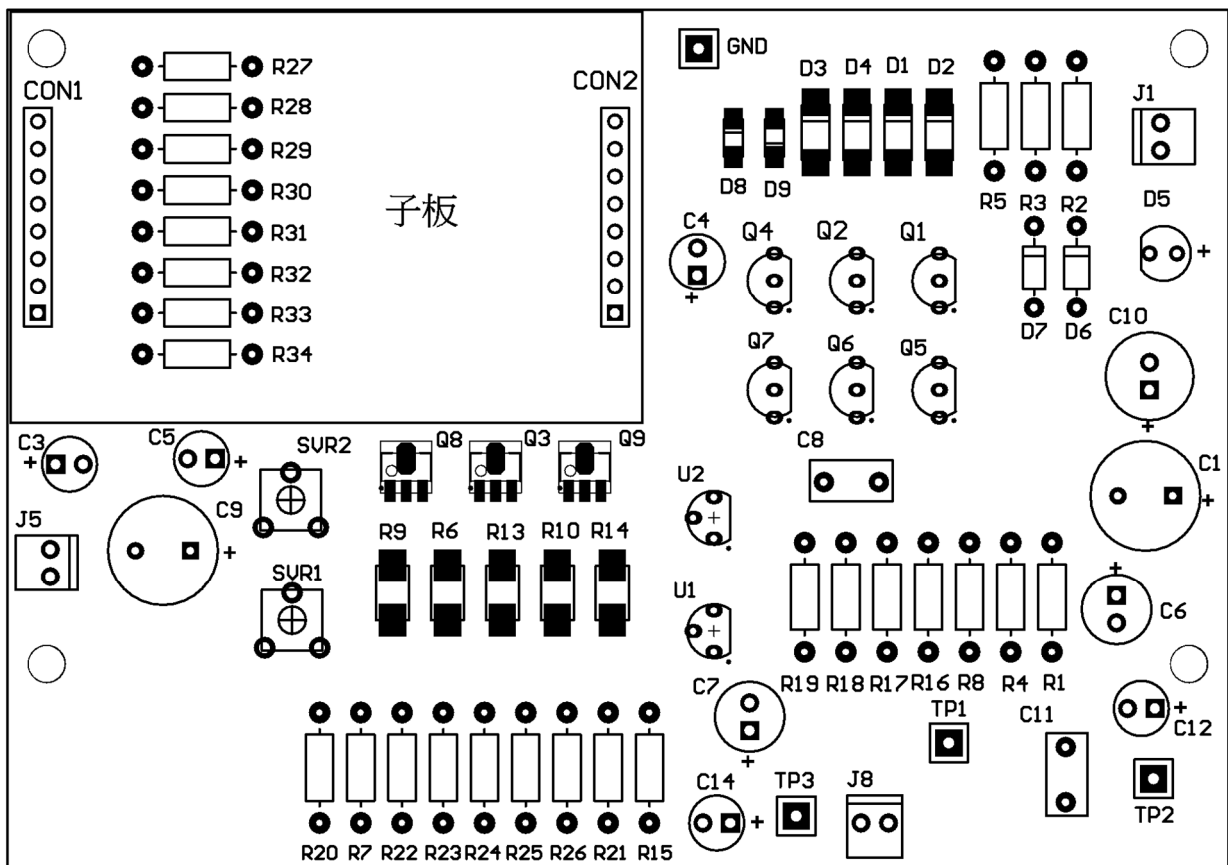 GND
R27
CON1
CON2
D3 D4 D1 D2
J1
R28
R29
R30
D8 D9
R5 R3 R2 D5
子板
C4
+
Q4 Q2 Q1
+
R31
R32
R33
R34
D7 D6
C10
+
Q7 Q6 Q5
C3
+
C5
+
SVR2
Q8 Q3 Q9
C8
C1
+
U2
J5
C9
+
R9 R6 R13 R10 R14
SVR1
U1
+
C6
R19 R18 R17 R16 R8 R4 R1
C7
+
TP1
C11
+
C12
C14
+
TP3
J8
TP2
R20 R7 R22 R23 R24 R25 R26 R21 R15